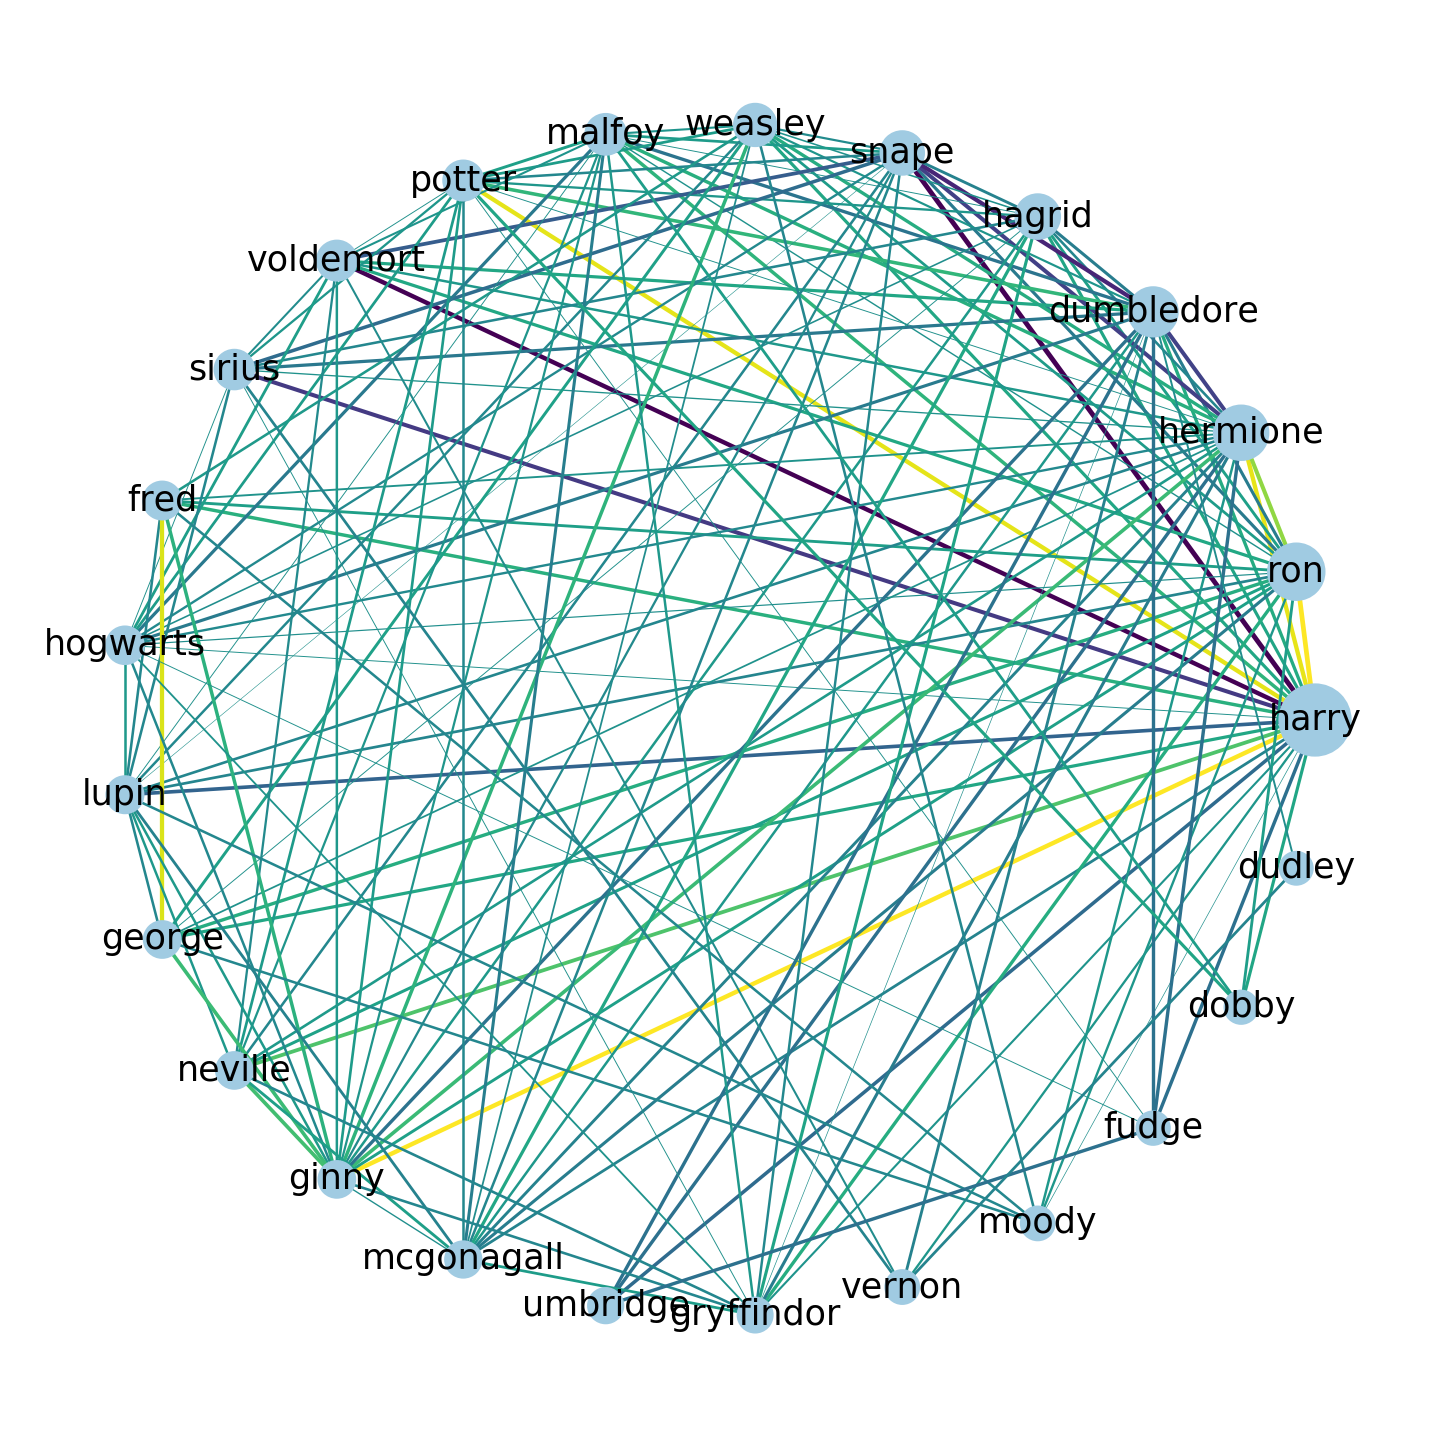 weasley
malfoy
snape
potter
hagrid
voldemort
dumbledore
sirius
hermione
fred
ron
hogwarts
harry
lupin
dudley
george
dobby
neville
fudge
ginny
moody
mcgonagall
vernon
umbridge
gryffindor